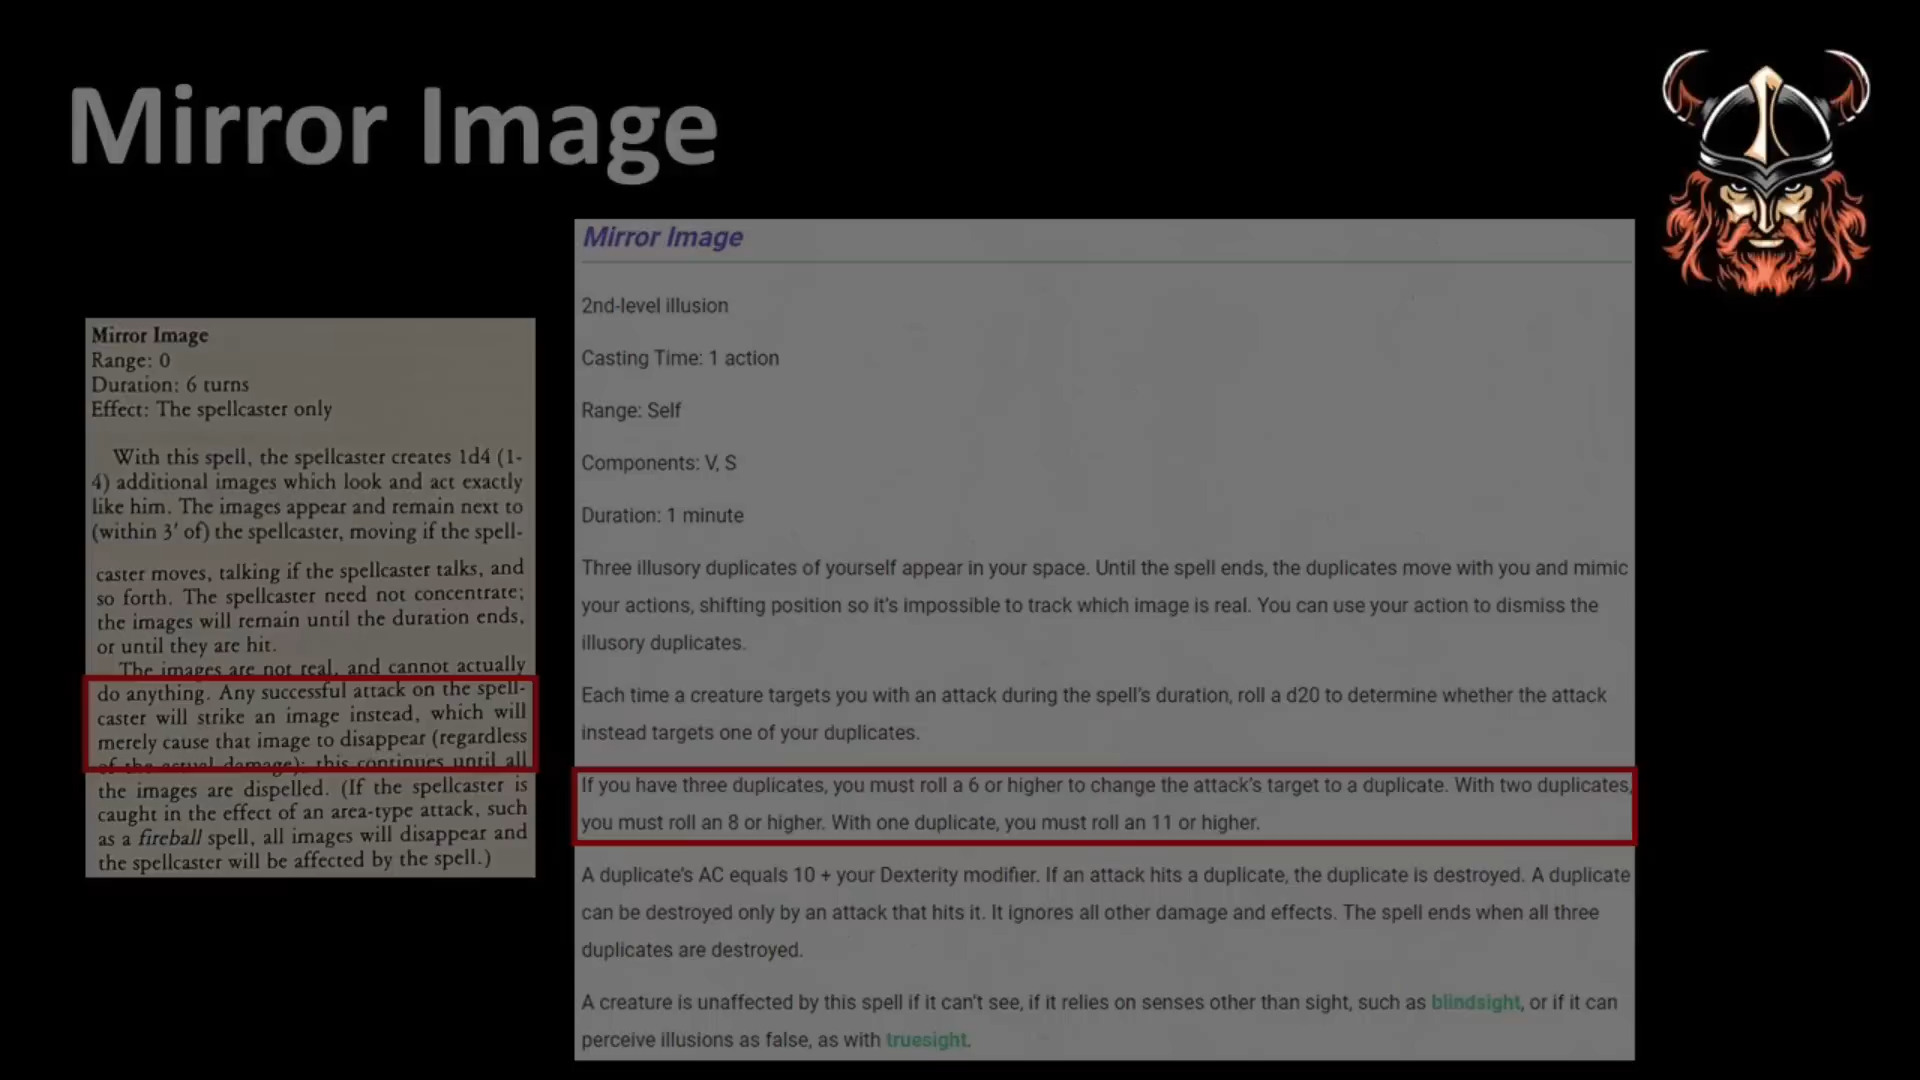 Mirror Image
Mirror Image
Range: 0
Duration: 6 turns
Effect: The spellcaster only
With this spell, the spellcaster creates 1d4 (1-
4) additional images which look and act exactly
like him. The images appear and remain next to
(within 3' of) the spellcaster, moving if the spell-
caster moves, talking if the spellcaster talks, and
so forth. The spellcaster need not concentrate;
the images will remain until the duration ends,
or until they are hit.
The images are not real, and cannot actually
do anything. Any successful attack on the spell-
caster will strike an image instead, which will
merely cause that image to disappear (regardless
of the actual damage); this continues until all
the images are dispelled. (If the spellcaster is
caught in the effect of an area-type attack, such
as a fireball spell, all images will disappear and
the spellcaster will be affected by the spell.)
Mirror Image
2nd-level illusion
Casting Time: 1 action
Range: Self
Components: V, S
Duration: 1 minute
Three illusory duplicates of yourself appear in your space. Until the spell ends, the duplicates move with you and mimic
your actions, shifting position so it's impossible to track which image is real. You can use your action to dismiss the
illusory duplicates.
Each time a creature targets you with an attack during the spell's duration, roll a d20 to determine whether the attack
instead targets one of your duplicates.
If you have three duplicates, you must roll a 6 or higher to change the attack's target to a duplicate. With two duplicates,
you must roll an 8 or higher. With one duplicate, you must roll an 11 or higher.
A duplicate's AC equals 10 + your Dexterity modifier. If an attack hits a duplicate, the duplicate is destroyed. A duplicate
can be destroyed only by an attack that hits it. It ignores all other damage and effects. The spell ends when all three
duplicates are destroyed.
A creature is unaffected by this spell if it can't see, if it relies on senses other than sight, such as blindsight, or if it can
perceive illusions as false, as with truesight.